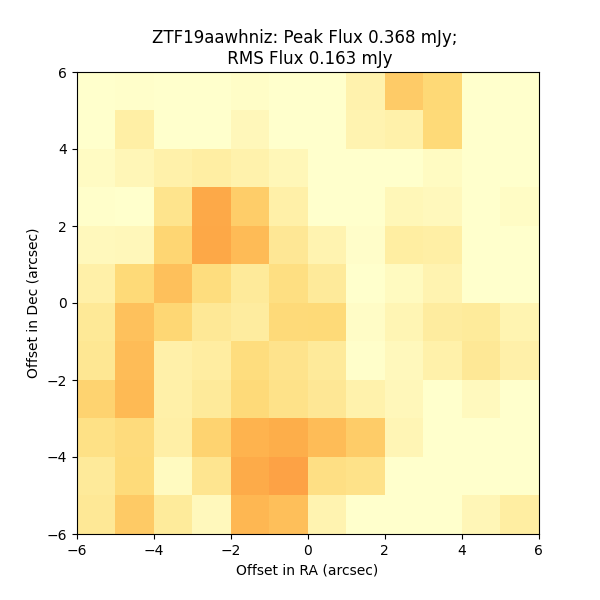 ZTF19aawhniz: Peak Flux 0.368 mJy;
RMS Flux 0.163 mJy
6
4
2
0
−2
−4
−6
Offset in Dec (arcsec)
−6 −4 −2 0 2 4 6
Offset in RA (arcsec)